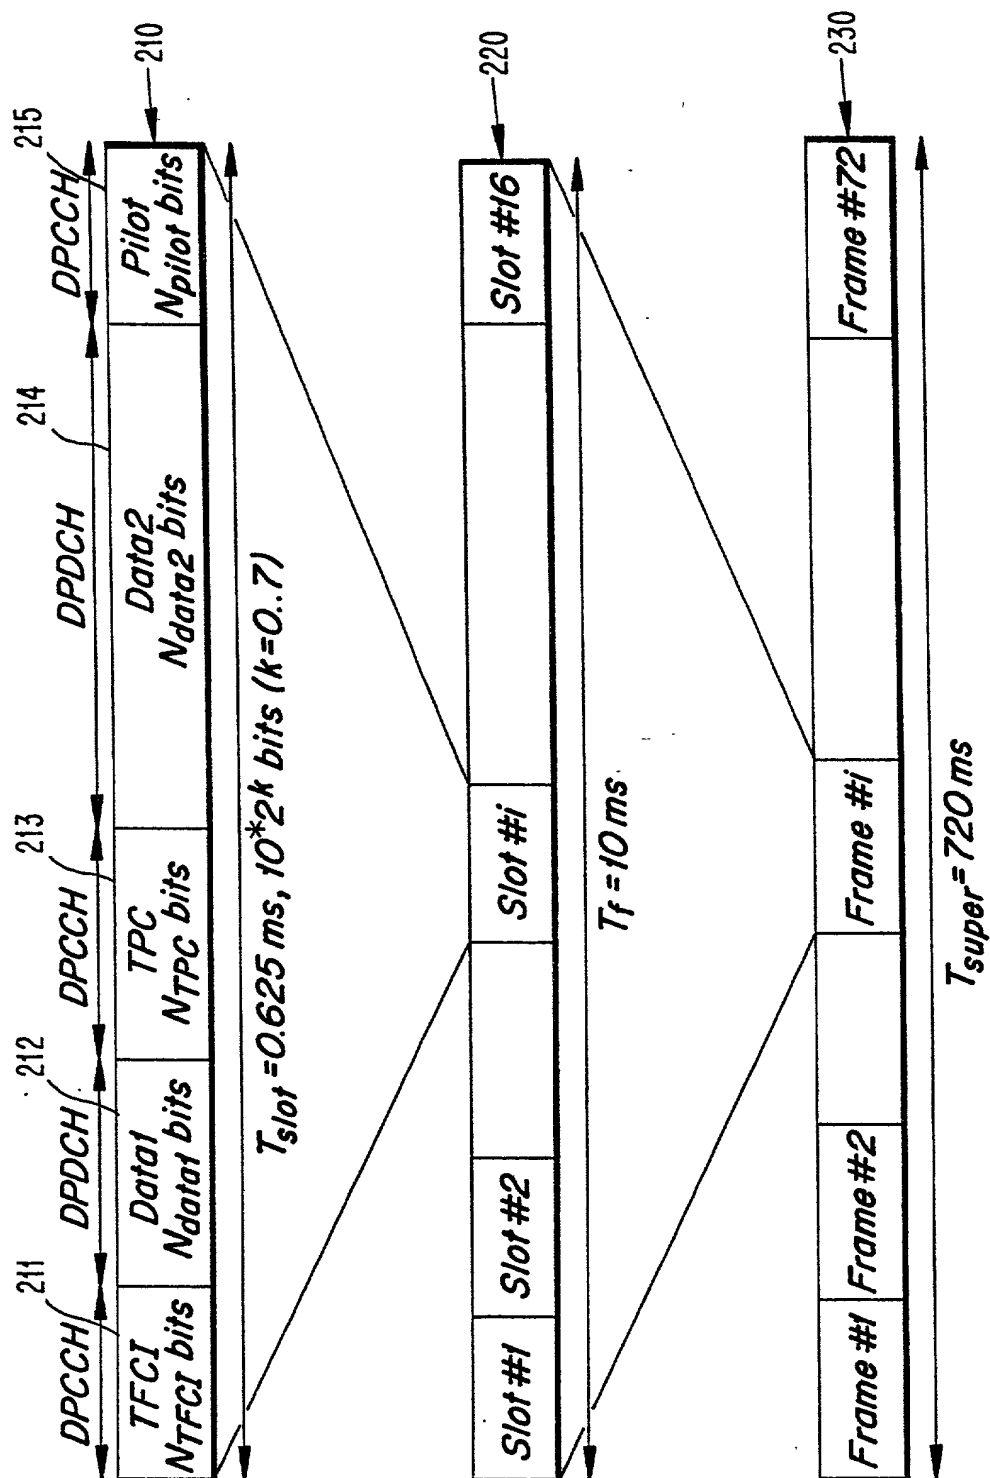 211
212
213
214
215
DPCCH
DPDCH
DPCCH
DPDCH
DPCCH
TFCI
NTFCI bits
Data1
Ndata1 bits
TPC
NTPC bits
Data2
Ndata2 bits
Pilot
Npilot bits
210
Tslot=0.625 ms, 10*2k bits (k=0..7)
Slot #1
Slot #2
Slot #i
Slot #16
220
Tf=10 ms
Frame #1
Frame #2
Frame #i
Frame #72
230
Tsuper=720 ms